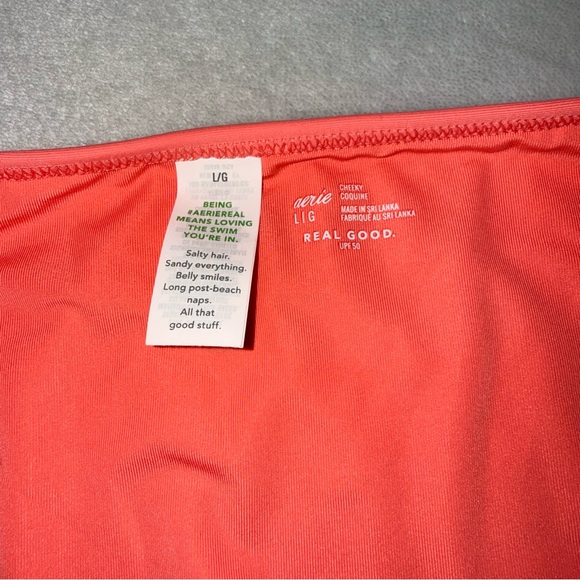 L/G
BEING
#AERIEREAL
MEANS LOVING
THE SWIM
YOU'RE IN.
Salty hair.
Sandy everything.
Belly smiles.
Long post-beach
naps.
All that
good stuff.
aerie
L|G
CHEEKY
COQUINE
MADE IN SRI LANKA
FABRIQUÉ AU SRI LANKA
REAL GOOD.
UPF 50